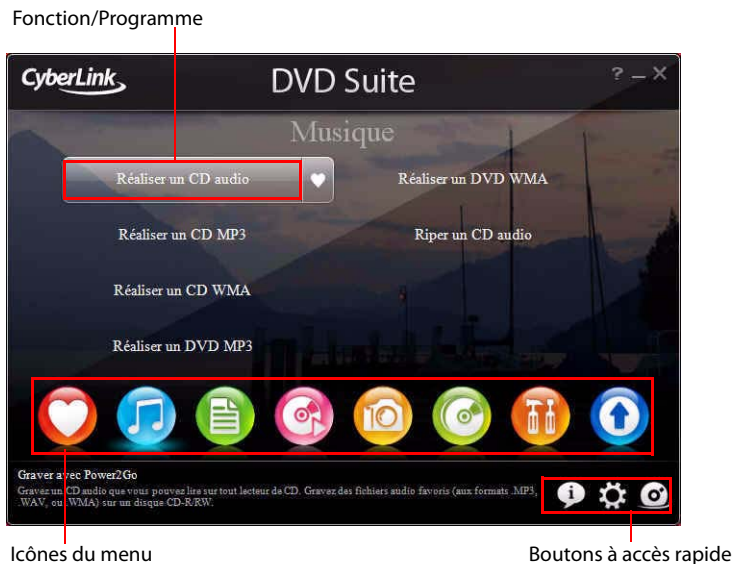 Fonction/Programme
CyberLink
DVD Suite
? – ×
Musique
Réaliser un CD audio
Réaliser un DVD WMA
Réaliser un CD MP3
Riper un CD audio
Réaliser un CD WMA
Réaliser un DVD MP3
Graver avec Power2Go
Gravez un CD audio que vous pouvez lire sur tout lecteur de CD. Gravez des fichiers audio favoris (aux formats .MP3,
.WAV, ou .WMA) sur un disque CD-R/RW.
Icônes du menu
Boutons à accès rapide